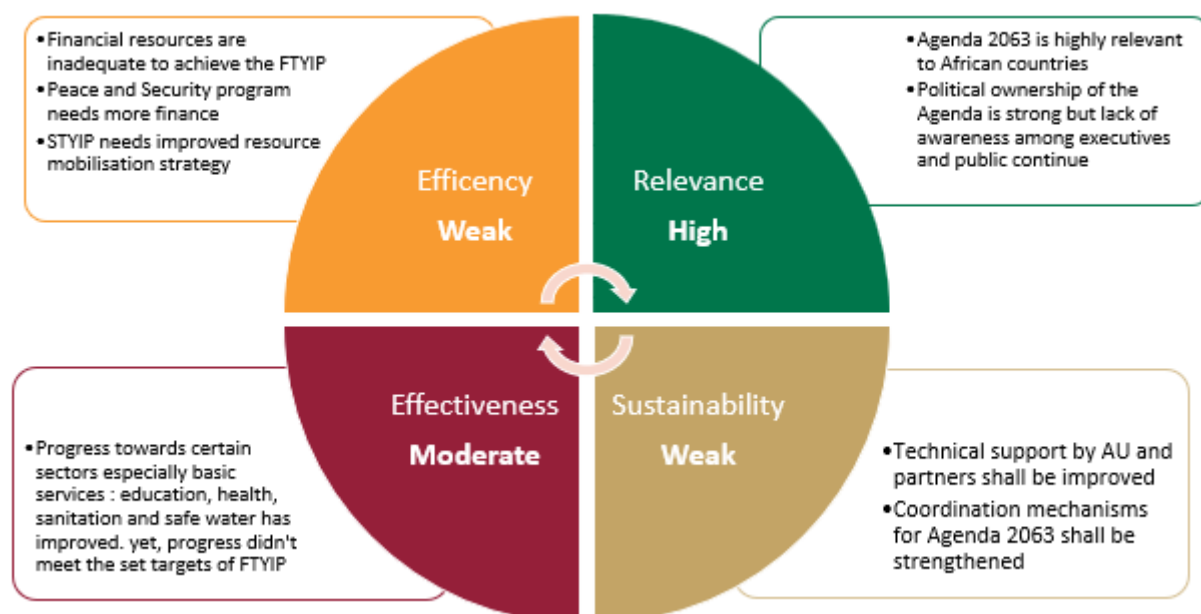 •Financial resources are
inadequate to achieve the FTYIP
•Peace and Security program
needs more finance
•STYIP needs improved resource
mobilisation strategy
Efficency
Weak
Relevance
High
•Agenda 2063 is highly relevant
to African countries
•Political ownership of the
Agenda is strong but lack of
awareness among executives
and public continue
Effectiveness
Moderate
Sustainability
Weak
•Progress towards certain
sectors especially basic
services : education, health,
sanitation and safe water has
improved. yet, progress didn't
meet the set targets of FTYIP
•Technical support by AU and
partners shall be improved
•Coordination mechanisms
for Agenda 2063 shall be
strengthened